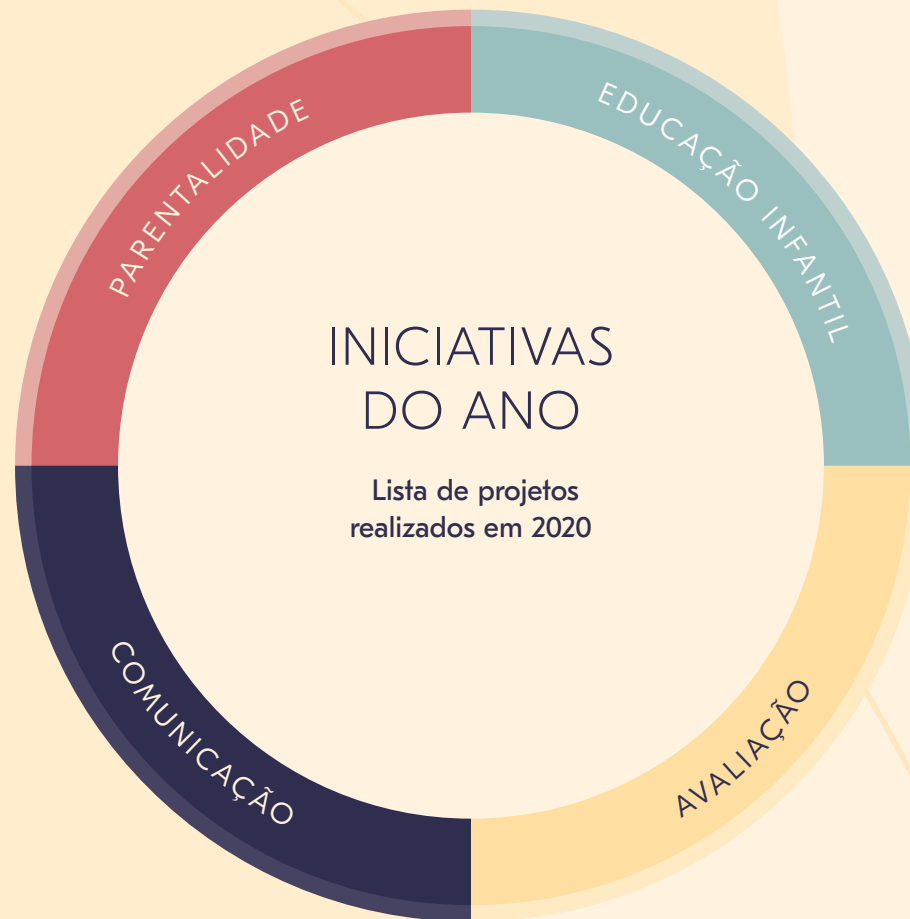 PARENTALIDADE
EDUCAÇÃO INFANTIL
INICIATIVAS
DO ANO
Lista de projetos
realizados em 2020
COMUNICAÇÃO
AVALIAÇÃO